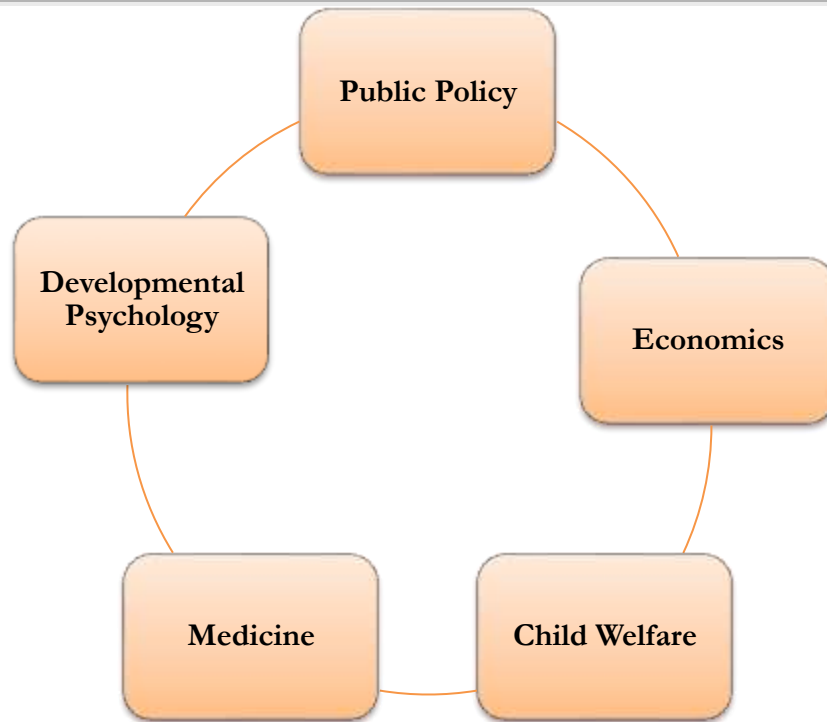 Public Policy
Developmental
Psychology
Economics
Medicine
Child Welfare